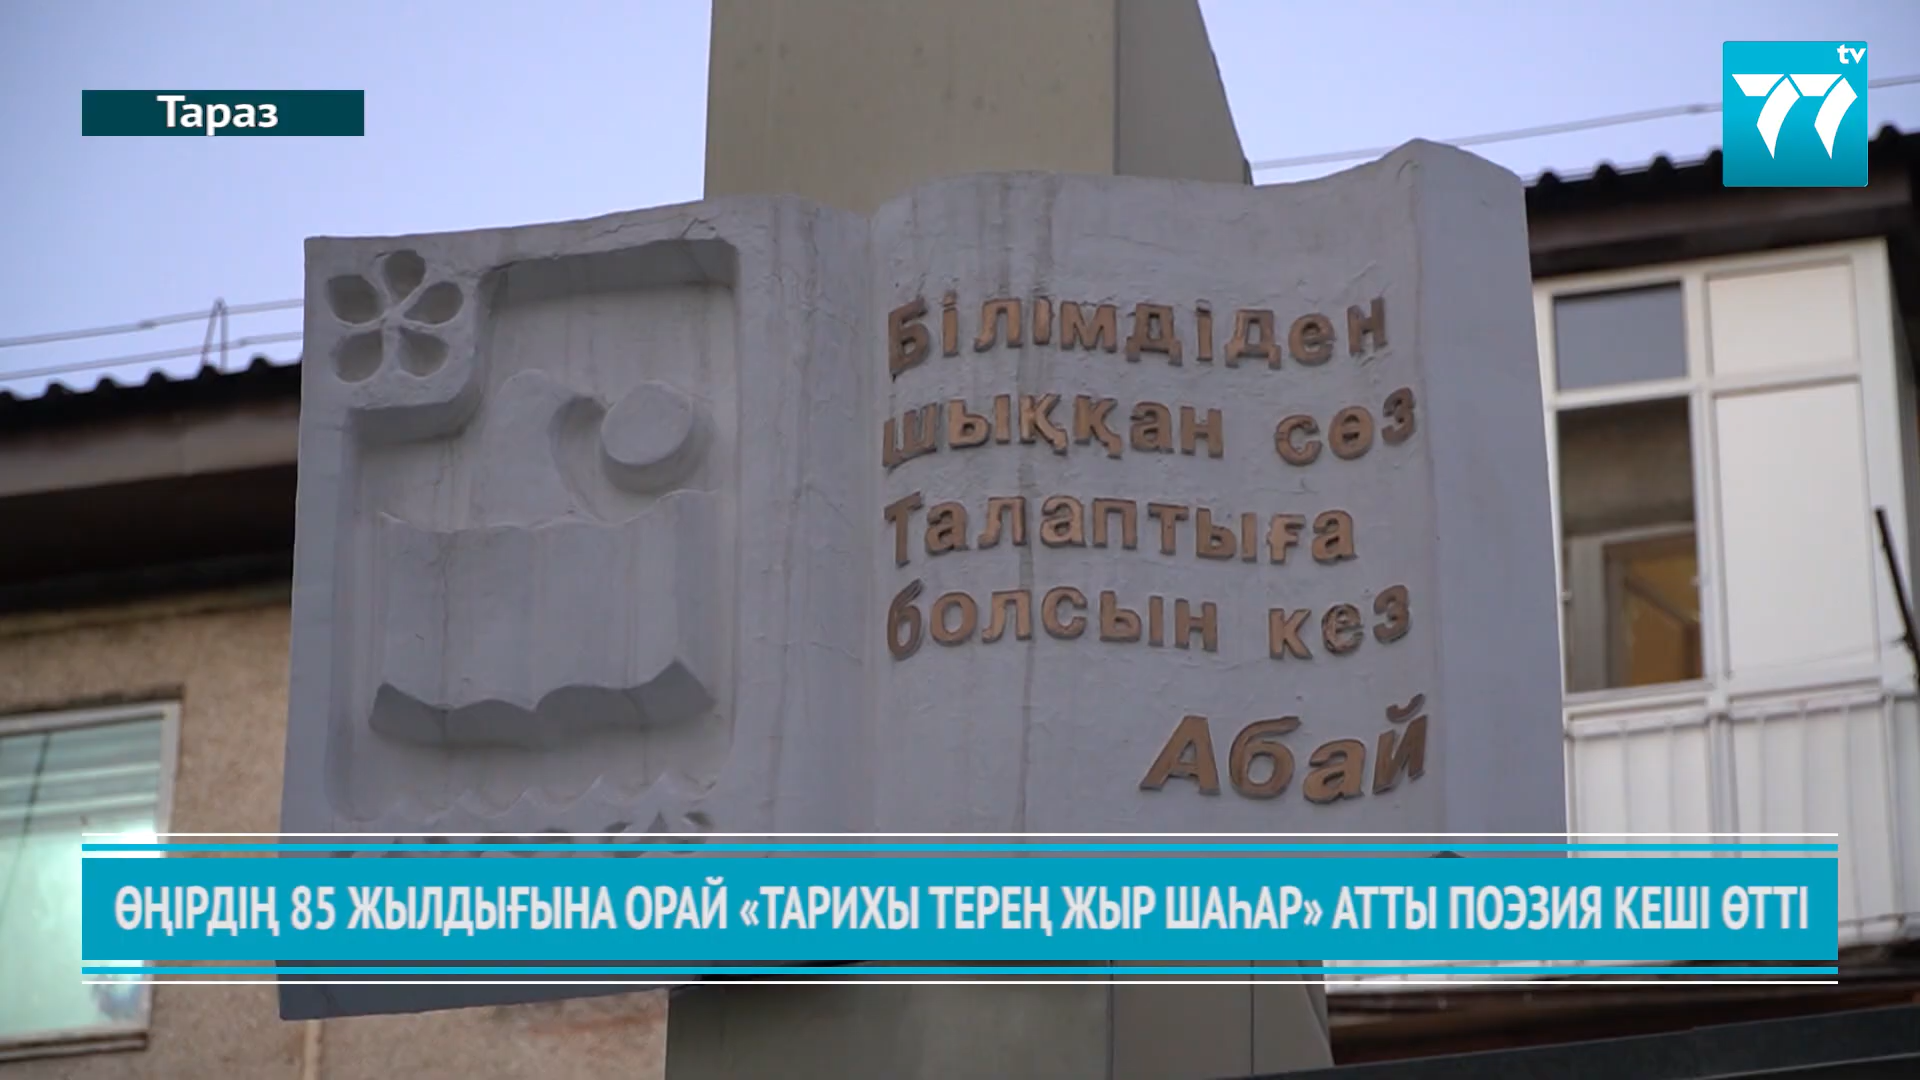 Тараз
tv
77
Білімдіден
шыққан сөз
Талаптыға
болсын кез
Абай
ӨҢІРДІҢ 85 ЖЫЛДЫҒЫНА ОРАЙ «ТАРИХЫ ТЕРЕҢ ЖЫР ШАҺАР» АТТЫ ПОЭЗИЯ КЕШІ ӨТТІ